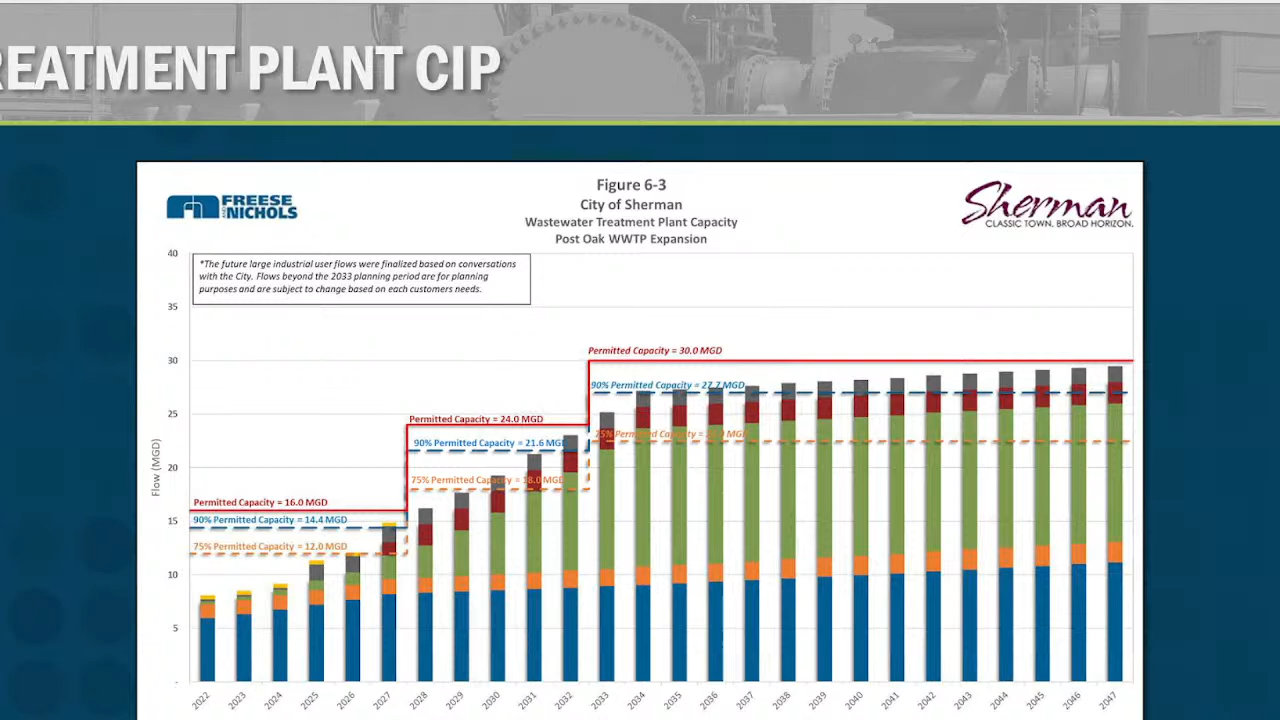 REATMENT PLANT CIP
FREESE AND NICHOLS
Figure 6-3
City of Sherman
Wastewater Treatment Plant Capacity
Post Oak WWTP Expansion
Sherman
CLASSIC TOWN. BROAD HORIZON.
*The future large industrial user flows were finalized based on conversations
with the City. Flows beyond the 2033 planning period are for planning
purposes and are subject to change based on each customers needs.
40
35
30
25
20
15
10
5
-
Flow (MGD)
Permitted Capacity = 30.0 MGD
90% Permitted Capacity = 27.7 MGD
75% Permitted Capacity = MGD
Permitted Capacity = 24.0 MGD
90% Permitted Capacity = 21.6 MGD
75% Permitted Capacity = 18.0 MGD
Permitted Capacity = 16.0 MGD
90% Permitted Capacity = 14.4 MGD
75% Permitted Capacity = 12.0 MGD
2022 2023 2024 2025 2026 2027 2028 2029 2030 2031 2032 2033 2034 2035 2036 2037 2038 2039 2040 2041 2042 2043 2044 2045 2046 2047